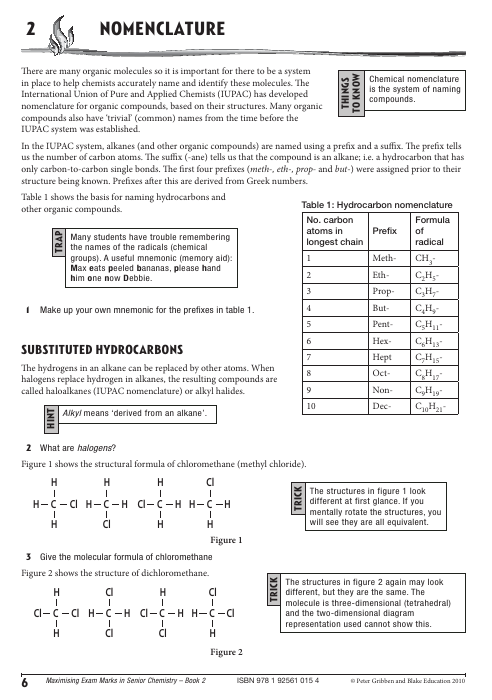 2 NOMENCLATURE
There are many organic molecules so it is important for there to be a system
in place to help chemists accurately name and identify these molecules. The
International Union of Pure and Applied Chemists (IUPAC) has developed
nomenclature for organic compounds, based on their structures. Many organic
compounds also have 'trivial' (common) names from the time before the
IUPAC system was established.
THINGS
TO KNOW
Chemical nomenclature
is the system of naming
compounds.
In the IUPAC system, alkanes (and other organic compounds) are named using a prefix and a suffix. The prefix tells
us the number of carbon atoms. The suffix (-ane) tells us that the compound is an alkane; i.e. a hydrocarbon that has
only carbon-to-carbon single bonds. The first four prefixes (meth-, eth-, prop- and but-) were assigned prior to their
structure being known. Prefixes after this are derived from Greek numbers.
Table 1 shows the basis for naming hydrocarbons and
other organic compounds.
TRAP
Many students have trouble remembering
the names of the radicals (chemical
groups). A useful mnemonic (memory aid):
Max eats peeled bananas, please hand
him one now Debbie.
1 Make up your own mnemonic for the prefixes in table 1.
Table 1: Hydrocarbon nomenclature
No. carbon atoms in longest chain Prefix Formula of radical
1 Meth- CH3-
2 Eth- C2H5-
3 Prop- C3H7-
4 But- C4H9-
5 Pent- C5H11-
6 Hex- C6H13-
7 Hept C7H15-
8 Oct- C8H17-
9 Non- C9H19-
10 Dec- C10H21-
SUBSTITUTED HYDROCARBONS
The hydrogens in an alkane can be replaced by other atoms. When
halogens replace hydrogen in alkanes, the resulting compounds are
called haloalkanes (IUPAC nomenclature) or alkyl halides.
HINT
Alkyl means 'derived from an alkane'.
2 What are halogens?
Figure 1 shows the structural formula of chloromethane (methyl chloride).
H H H Cl
H – C – Cl H – C – H Cl – C – H H – C – H
H Cl H H
Figure 1
TRICK
The structures in figure 1 look
different at first glance. If you
mentally rotate the structures, you
will see they are all equivalent.
3 Give the molecular formula of chloromethane
Figure 2 shows the structure of dichloromethane.
H Cl H Cl
Cl – C – Cl H – C – H Cl – C – H H – C – Cl
H Cl Cl H
Figure 2
TRICK
The structures in figure 2 again may look
different, but they are the same. The
molecule is three-dimensional (tetrahedral)
and the two-dimensional diagram
representation used cannot show this.
6 Maximising Exam Marks in Senior Chemistry – Book 2 ISBN 978 1 92561 015 4 © Peter Gribben and Blake Education 2010